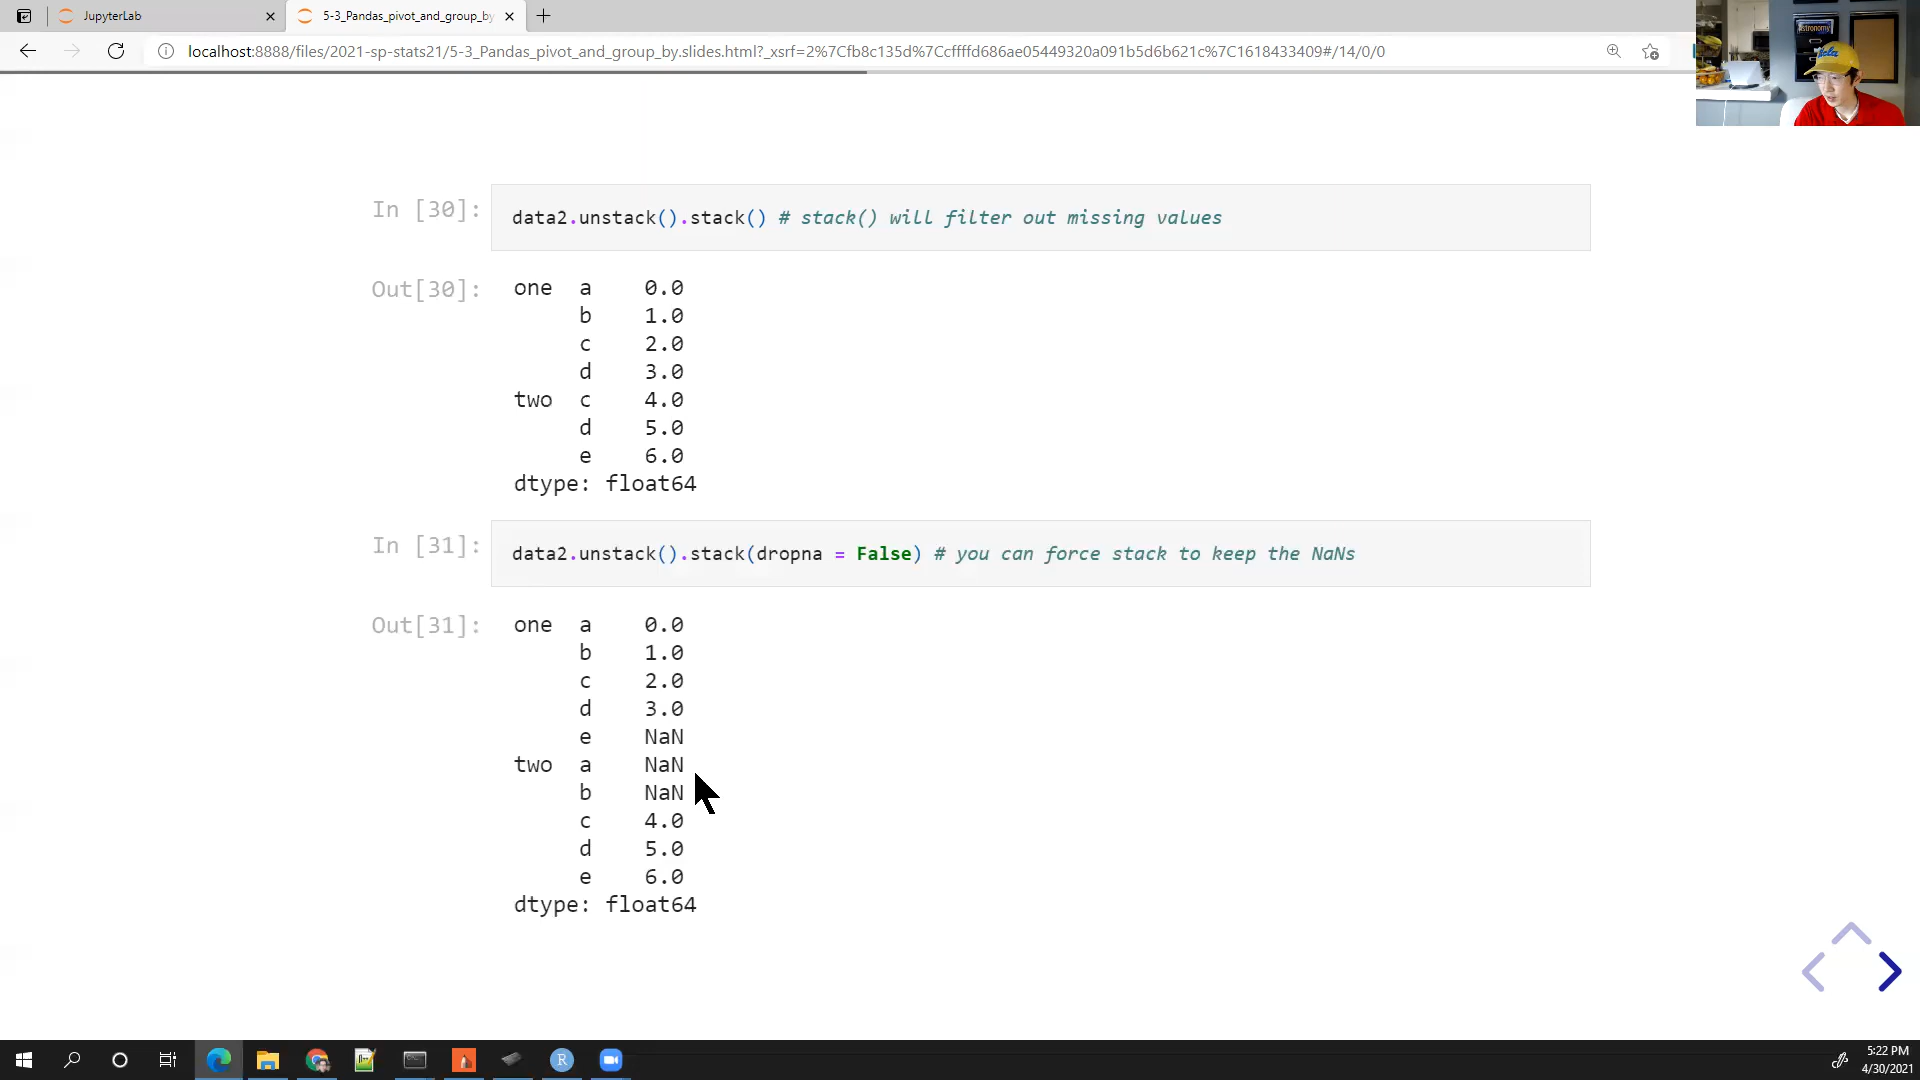 JupyterLab
5-3_Pandas_pivot_and_group_by
localhost:8888/files/2021-sp-stats21/5-3_Pandas_pivot_and_group_by.slides.html?_xsrf=2%7Cfb8c135d%7Ccffffd686ae05449320a091b5d6b621c%7C1618433409#/14/0/0
In [30]: data2.unstack().stack() # stack() will filter out missing values
Out[30]: one a 0.0
b 1.0
c 2.0
d 3.0
two c 4.0
d 5.0
e 6.0
dtype: float64
In [31]: data2.unstack().stack(dropna = False) # you can force stack to keep the NaNs
Out[31]: one a 0.0
b 1.0
c 2.0
d 3.0
e NaN
two a NaN
b NaN
c 4.0
d 5.0
e 6.0
dtype: float64
5:22 PM
4/30/2021